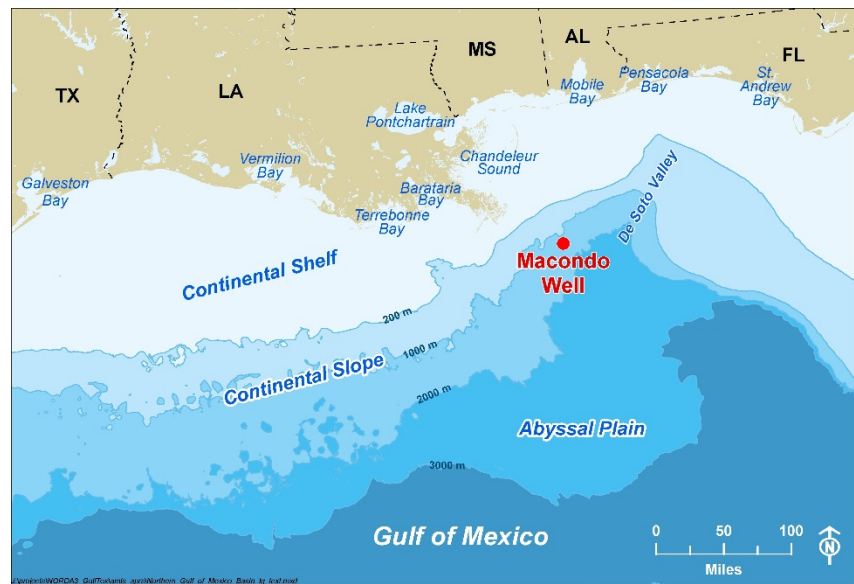 TX
LA
MS
AL
FL
Mobile
Bay
Pensacola
Bay
St.
Andrew
Bay
Lake
Pontchartrain
Chandeleur
Sound
Vermilion
Bay
Galveston
Bay
Barataria
Bay
Terrebonne
Bay
De Soto Valley
Macondo
Well
Continental Shelf
200 m
1000 m
Continental Slope
2000 m
Abyssal Plain
3000 m
Gulf of Mexico
0 50 100
Miles
N